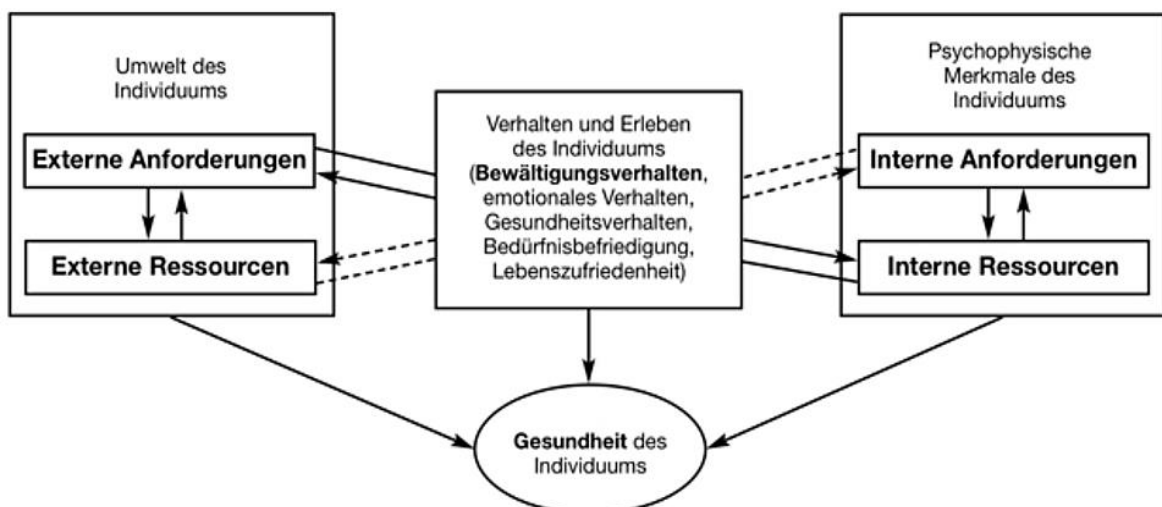 Umwelt des
Individuums
Externe Anforderungen
Externe Ressourcen
Verhalten und Erleben
des Individuums
(Bewältigungsverhalten,
emotionales Verhalten,
Gesundheitsverhalten,
Bedürfnisbefriedigung,
Lebenszufriedenheit)
Psychophysische
Merkmale des
Individuums
Interne Anforderungen
Interne Ressourcen
Gesundheit des
Individuums